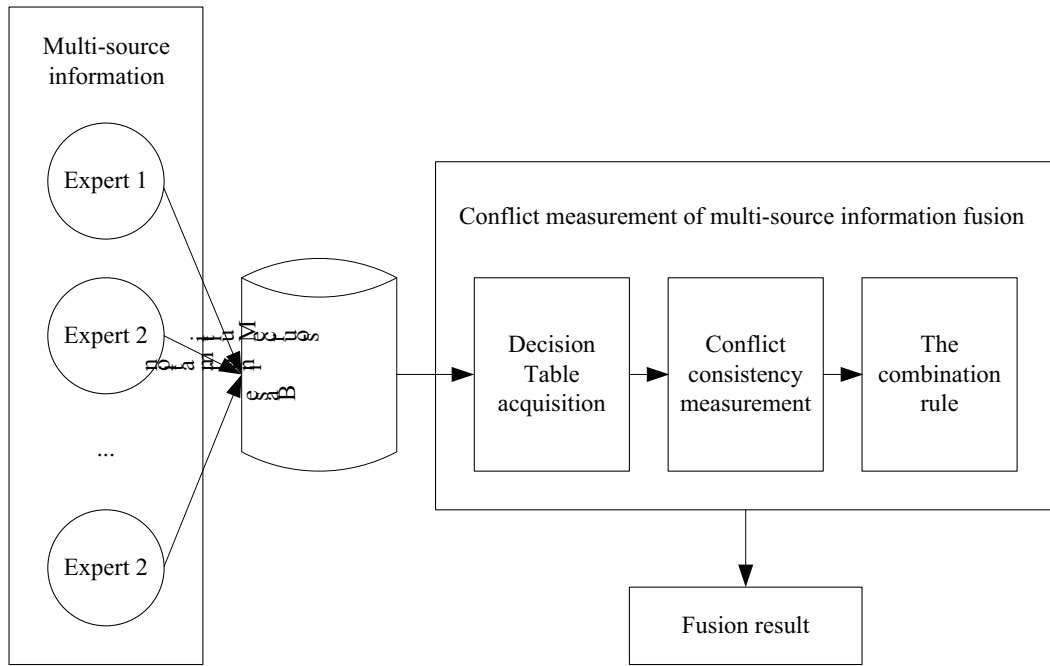 Multi-source
information
Expert 1
Expert 2
...
Expert 2
Conflict measurement of multi-source information fusion
Decision
Table
acquisition
Conflict
consistency
measurement
The
combination
rule
Fusion result